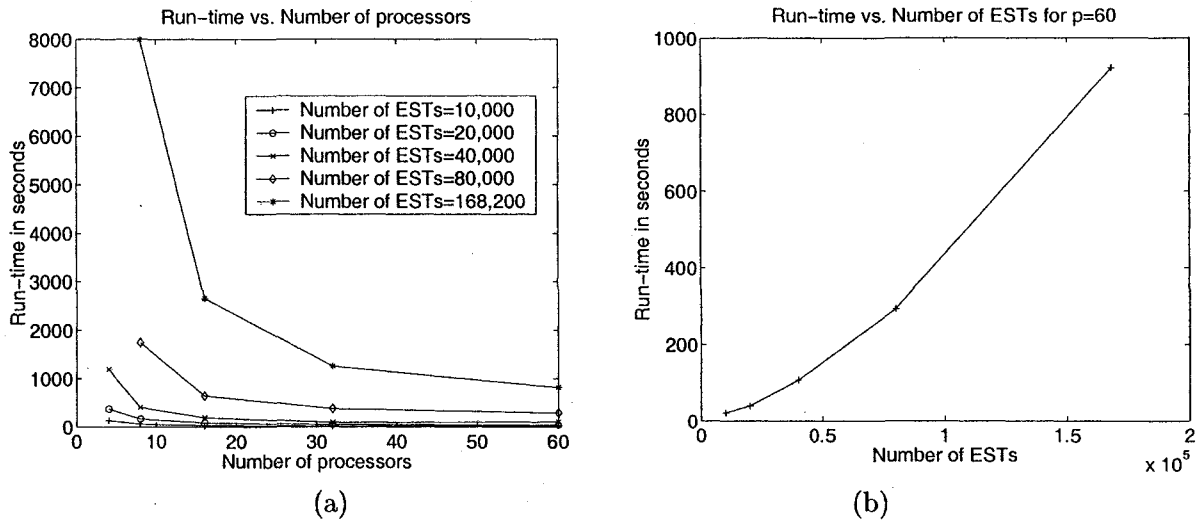 Run-time vs. Number of processors
8000
7000
6000
5000
4000
3000
2000
1000
0
Run-time in seconds
Number of ESTs=10,000
Number of ESTs=20,000
Number of ESTs=40,000
Number of ESTs=80,000
Number of ESTs=168,200
0 10 20 30 40 50 60
Number of processors
(a)
Run-time vs. Number of ESTs for p=60
1000
800
600
400
200
0
Run-time in seconds
0 0.5 1 1.5 2
Number of ESTs
x 10^5
(b)